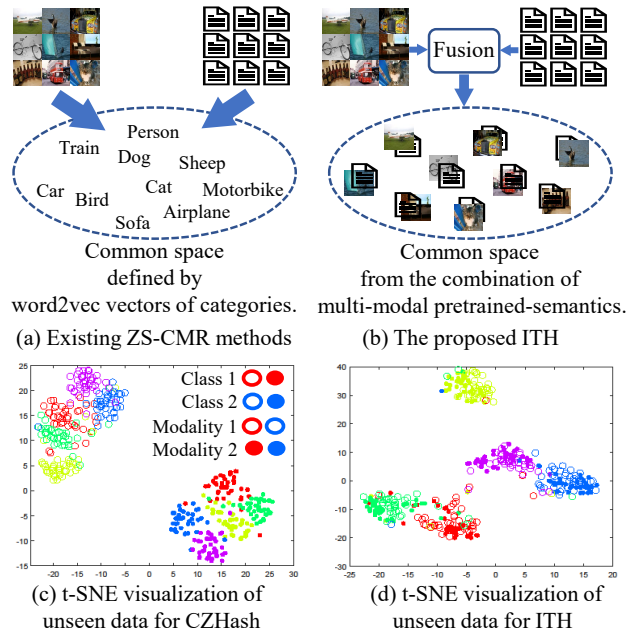 Fusion
Person
Train
Dog
Sheep
Car
Bird
Cat
Motorbike
Airplane
Sofa
Common space
defined by
word2vec vectors of categories.
(a) Existing ZS-CMR methods
Common space
from the combination of
multi-modal pretrained-semantics.
(b) The proposed ITH
25
20
15
10
5
0
-5
-10
-15
-20 -15 -10 -5 0 5 10 15 20 25 30
Class 1
Class 2
Modality 1
Modality 2
(c) t-SNE visualization of
unseen data for CZHash
40
30
20
10
0
-10
-20
-30
-25 -20 -15 -10 -5 0 5 10 15 20
(d) t-SNE visualization of
unseen data for ITH